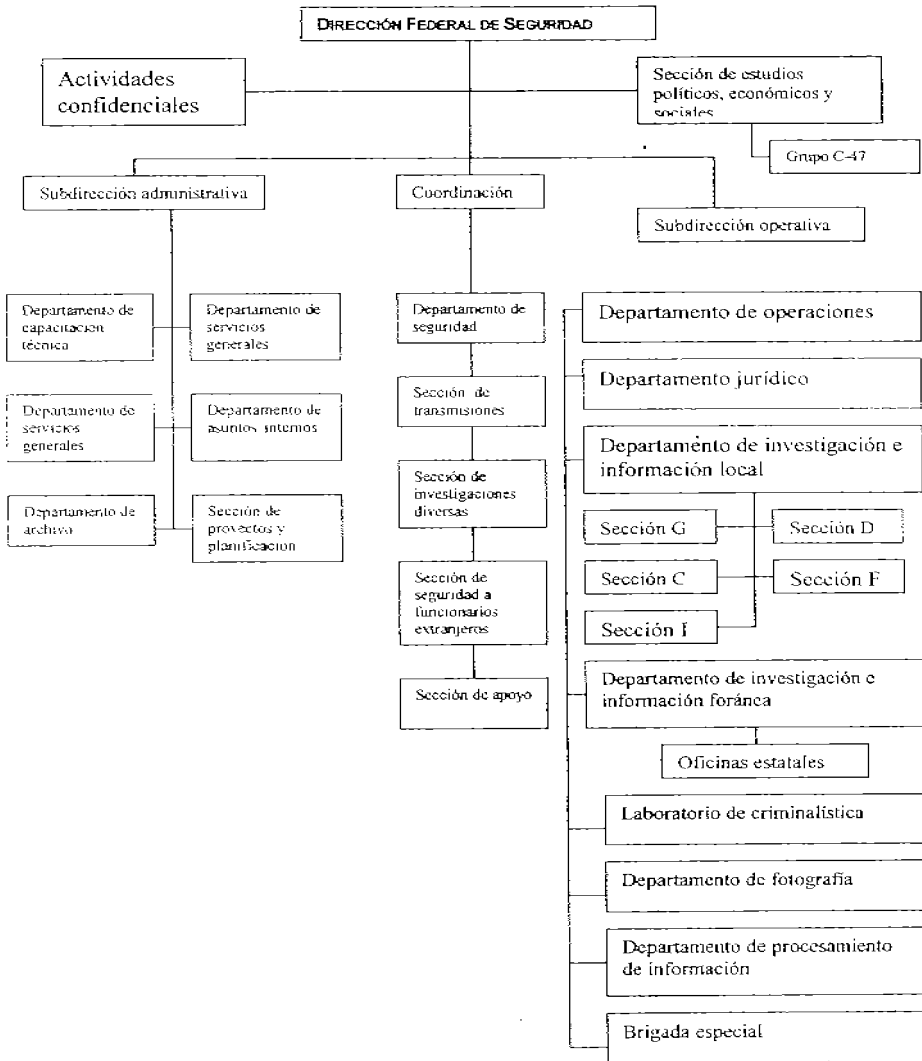 DIRECCIÓN FEDERAL DE SEGURIDAD
Actividades
confidenciales
Sección de estudios
políticos, económicos y
sociales
Grupo C-47
Subdirección administrativa
Coordinación
Subdirección operativa
Departamento de
capacitación
técnica
Departamento de
servicios
generales
Departamento de
servicios
generales
Departamento de
asuntos internos
Departamento de
archivo
Sección de
proyectos y
planificación
Departamento de
seguridad
Sección de
transmisiones
Sección de
investigaciones
diversas
Sección de
seguridad a
funcionarios
extranjeros
Sección de apoyo
Departamento de operaciones
Departamento jurídico
Departamento de investigación e
información local
Sección G
Sección D
Sección C
Sección F
Sección I
Departamento de investigación e
información foránea
Oficinas estatales
Laboratorio de criminalística
Departamento de fotografía
Departamento de procesamiento
de información
Brigada especial